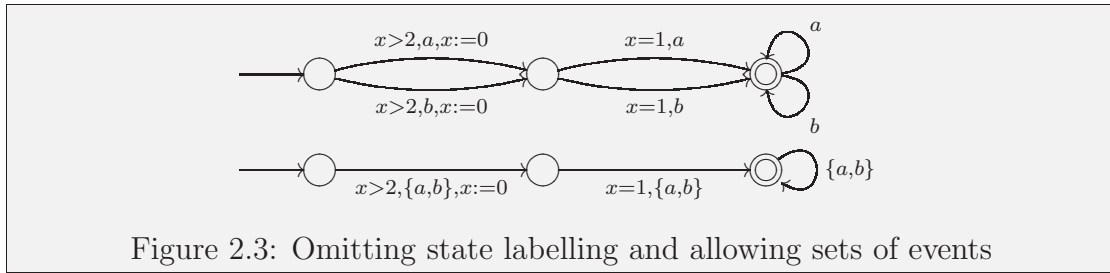 x>2,a,x:=0
x=1,a
a
x>2,b,x:=0
x=1,b
b
x>2,{a,b},x:=0
x=1,{a,b}
{a,b}
Figure 2.3: Omitting state labelling and allowing sets of events